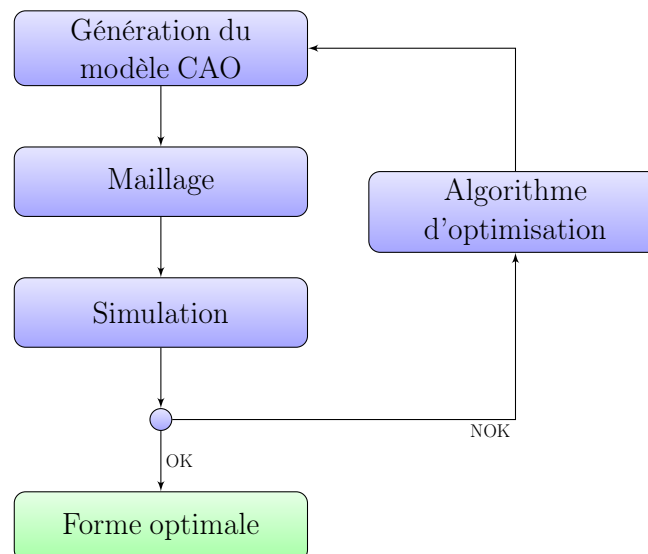 Génération du
modèle CAO
Maillage
Algorithme
d'optimisation
Simulation
NOK
OK
Forme optimale